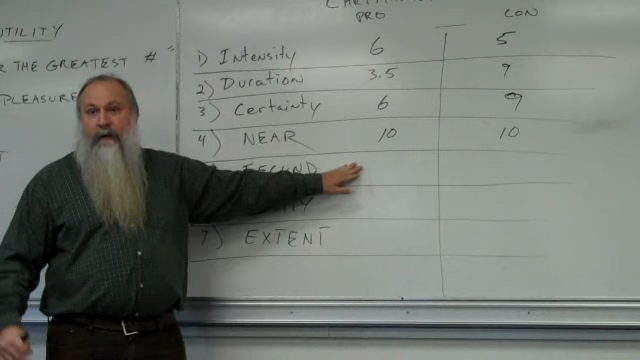 UTILITY
THE GREATEST # "
PLEASURE
PRO
CON
1) Intensity 6 5
2) Duration 3.5 9
3) Certainty 6 9
4) NEAR 10 10
7) EXTENT